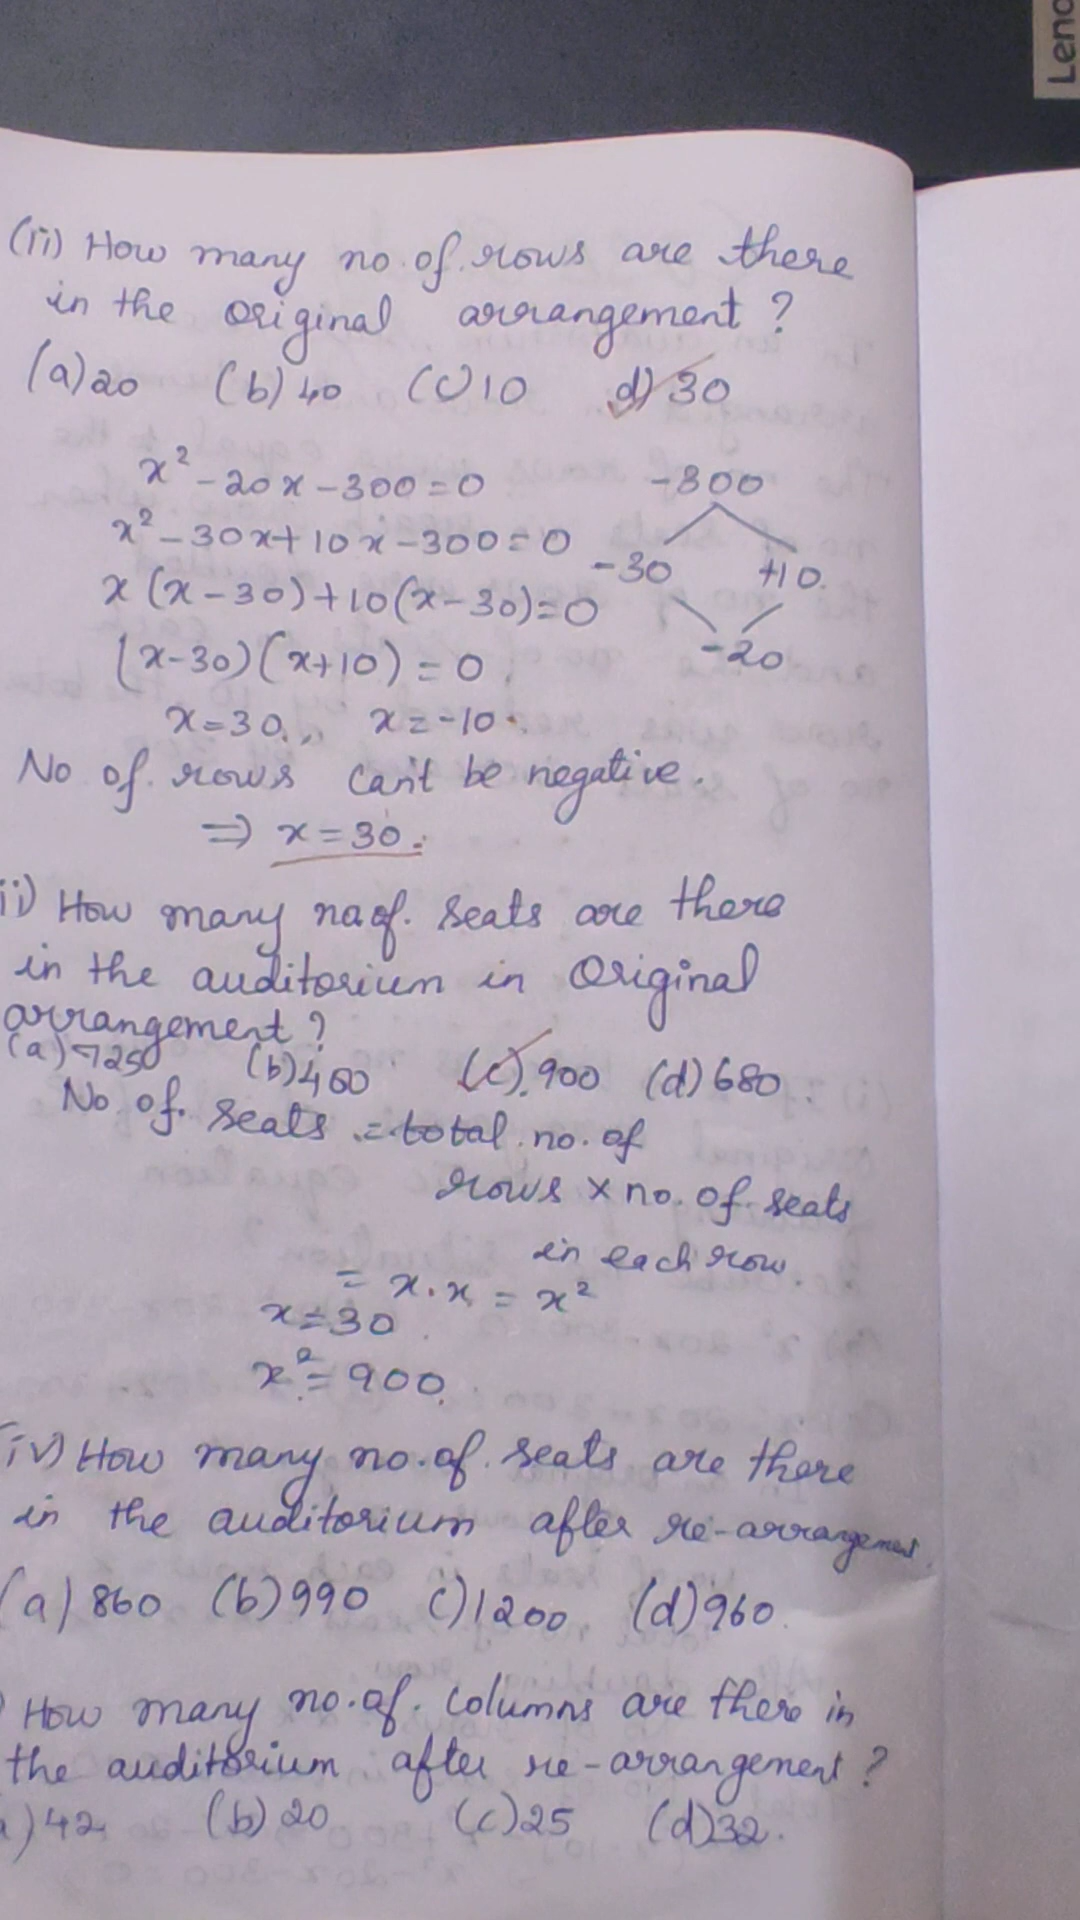 Leno
(ii) How many no. of. rows are there
in the original arrangement ?
(a) 20 (b) 40 (c) 10 d) 30
x² - 20x - 300 = 0
-300
x² - 30x + 10x - 300 = 0
-30 +10.
x (x - 30) + 10 (x - 30) = 0
-20
(x-30) (x+10) = 0.
x = 30., x = -10.
No of. rows can't be negative.
⇒ x = 30.
ii) How many no of. seats are there
in the auditorium in Original
arrangement ?
(a) 7250 (b) 460 (c). 900 (d) 680.
No. of. seats = total no. of
rows × no. of. seats
in each row.
= x . x = x²
x = 30.
x² = 900.
iv) How many no. of. seats are there
in the auditorium after re-arrangement
(a) 860 (b) 990 c) 1200. (d) 960.
) How many no. of. columns are there in
the auditorium after re-arrangement ?
a) 42 (b) 20 (c) 25 (d) 32.